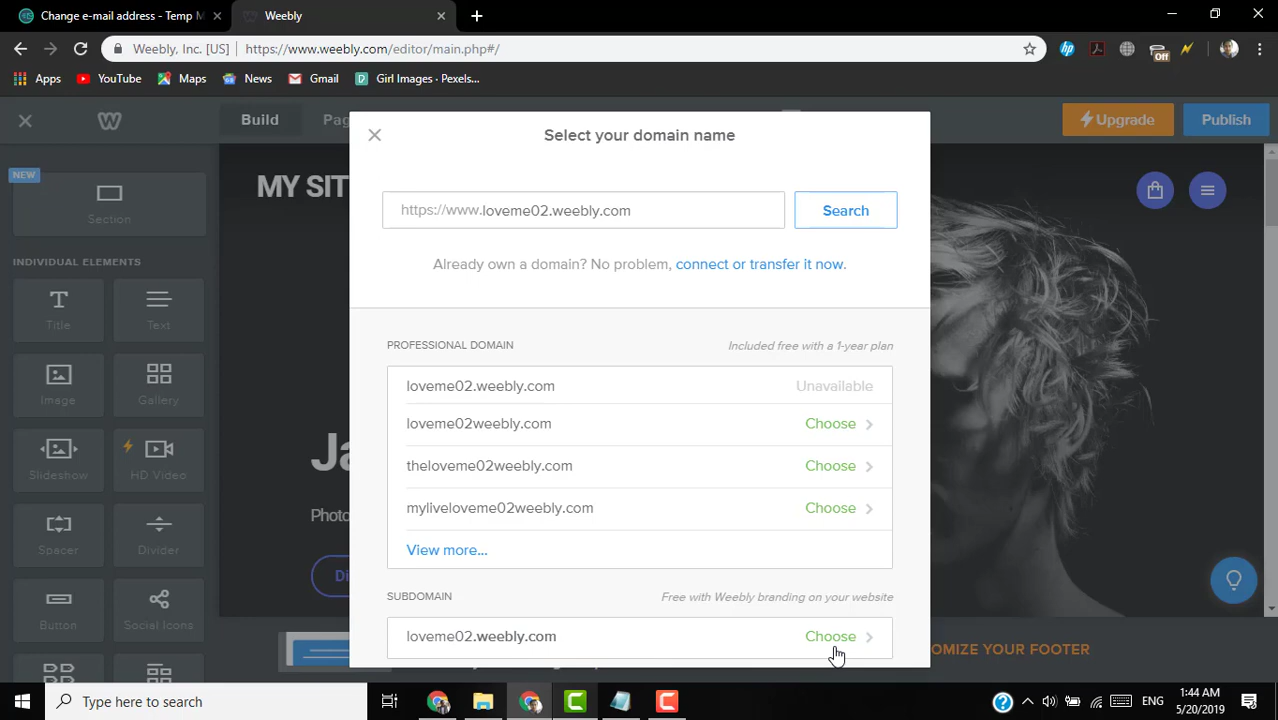 Change e-mail address - Temp M
Weebly
Weebly, Inc. [US]
https://www.weebly.com/editor/main.php#/
Off
Apps
YouTube
Maps
News
Gmail
Girl Images · Pexels...
Build
Pag
Upgrade
Publish
NEW
Section
INDIVIDUAL ELEMENTS
Title
Text
Image
Gallery
Slideshow
HD Video
Spacer
Divider
Button
Social Icons
MY SIT
Ja
Photo
Di
Select your domain name
https://www.loveme02.weebly.com
Search
Already own a domain? No problem, connect or transfer it now.
PROFESSIONAL DOMAIN
Included free with a 1-year plan
loveme02.weebly.com
Unavailable
loveme02weebly.com
Choose
theloveme02weebly.com
Choose
myliveloveme02weebly.com
Choose
View more...
SUBDOMAIN
Free with Weebly branding on your website
loveme02.weebly.com
Choose
OMIZE YOUR FOOTER
Type here to search
ENG
1:44 AM
5/20/2019